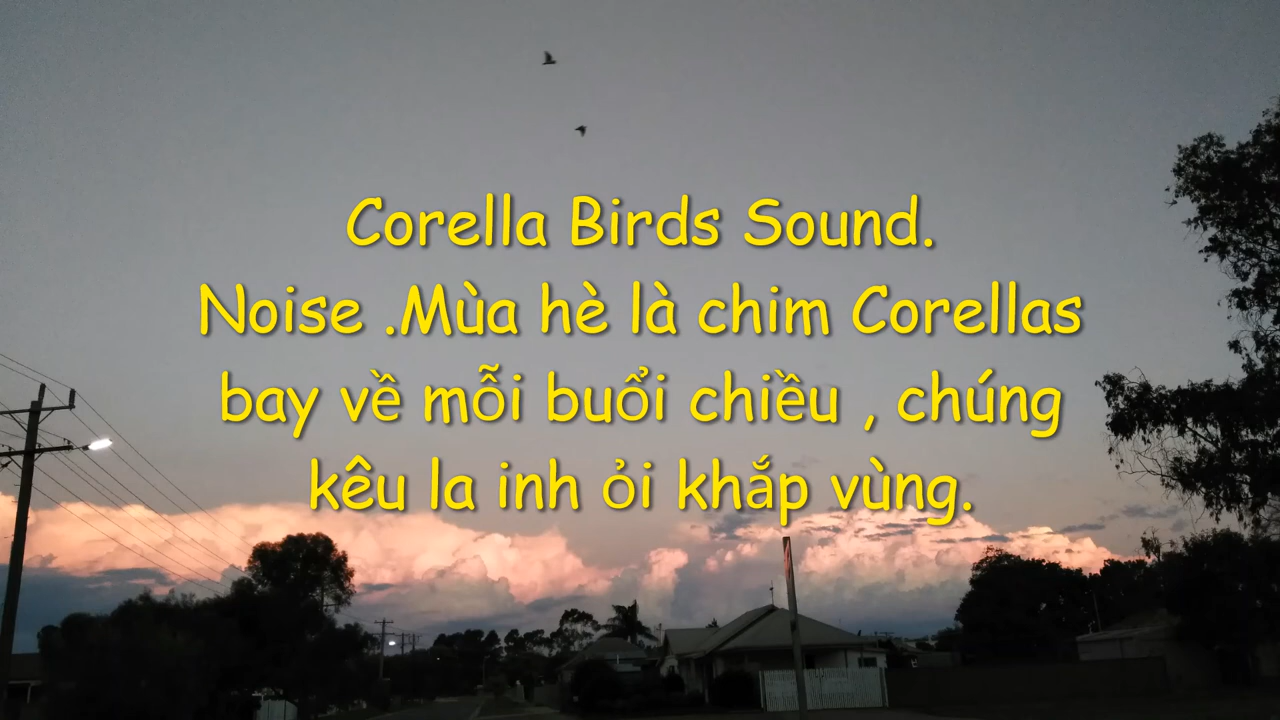 Corella Birds Sound.
Noise .Mùa hè là chim Corellas
bay về mỗi buổi chiều , chúng
kêu la inh ỏi khắp vùng.